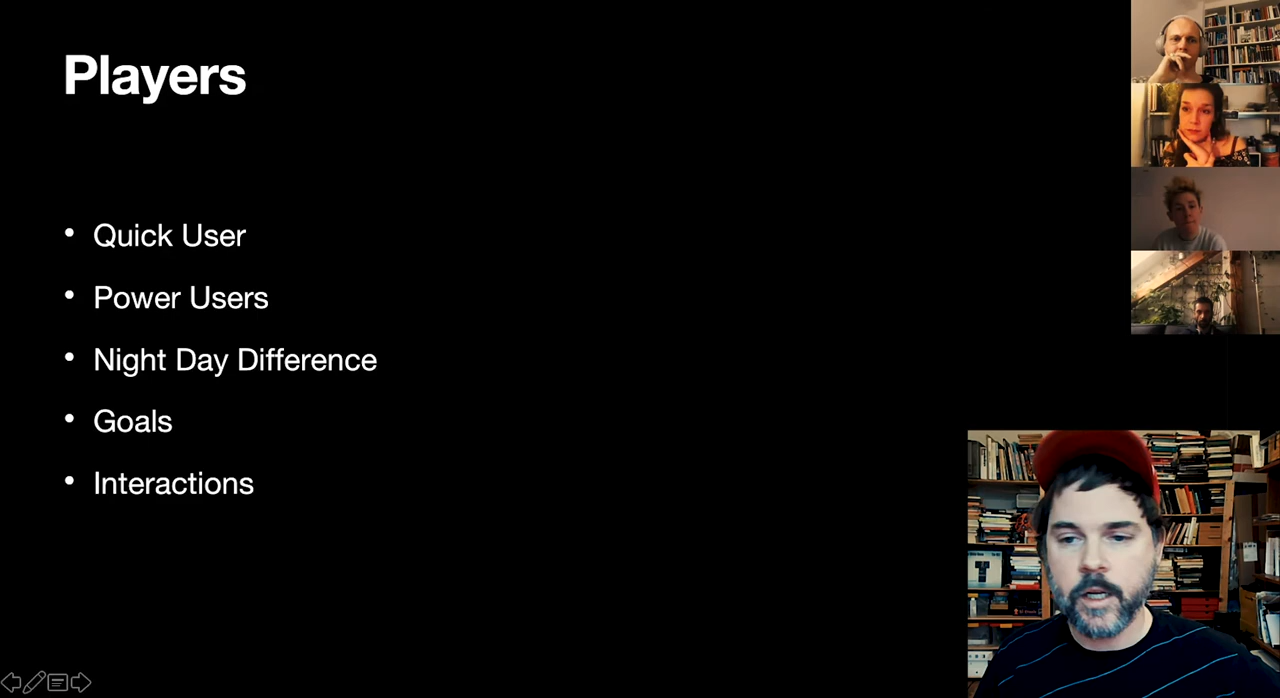 Players
• Quick User
• Power Users
• Night Day Difference
• Goals
• Interactions
T